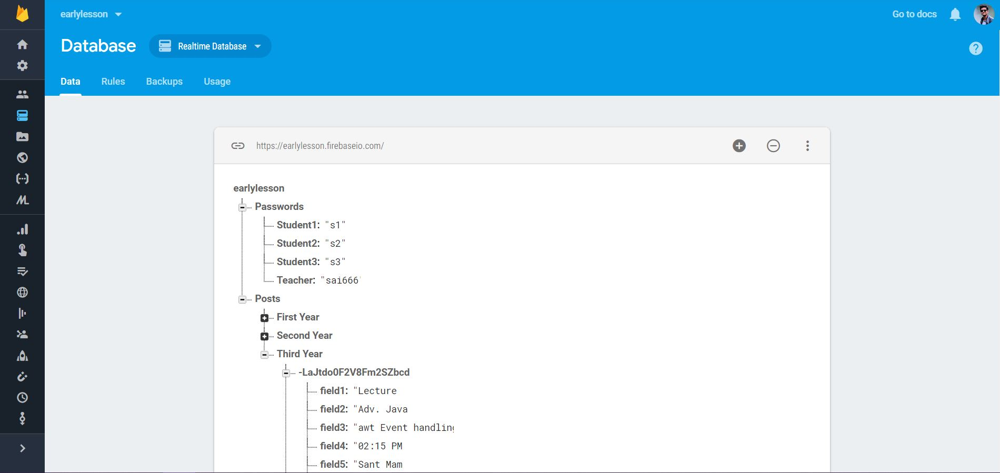 earlylesson
Go to docs
Database
Realtime Database
Data
Rules
Backups
Usage
https://earlylesson.firebaseio.com/
earlylesson
Passwords
Student1: "s1"
Student2: "s2"
Student3: "s3"
Teacher: "sai666'
Posts
First Year
Second Year
Third Year
-LaJtdo0F2V8Fm2SZbcd
field1: "Lecture
field2: "Adv. Java
field3: "awt Event handling
field4: "02:15 PM
field5: "Sant Mam